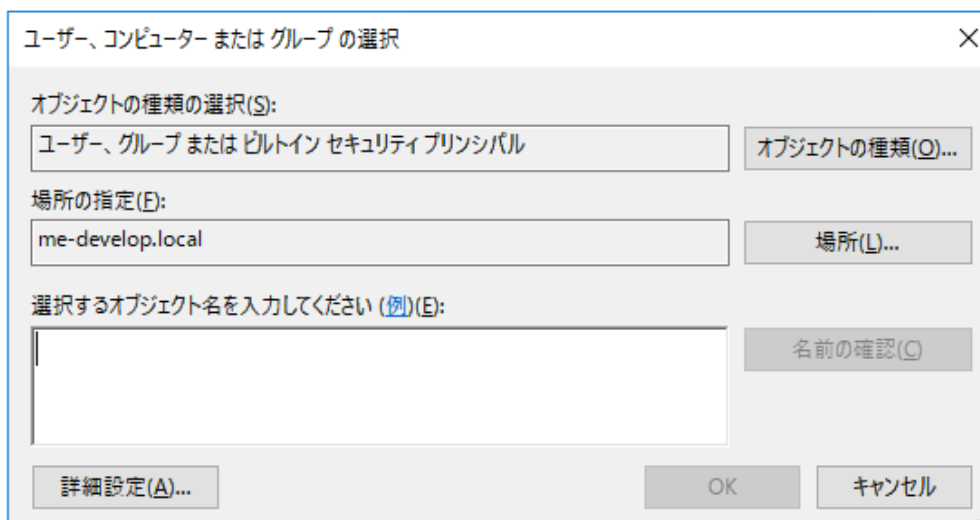 ユーザー、コンピューター または グループ の選択
オブジェクトの種類の選択(S):
ユーザー、グループ または ビルトイン セキュリティ プリンシパル
オブジェクトの種類(O)...
場所の指定(F):
me-develop.local
場所(L)...
選択するオブジェクト名を入力してください (例)(E):
名前の確認(C)
詳細設定(A)...
OK
キャンセル